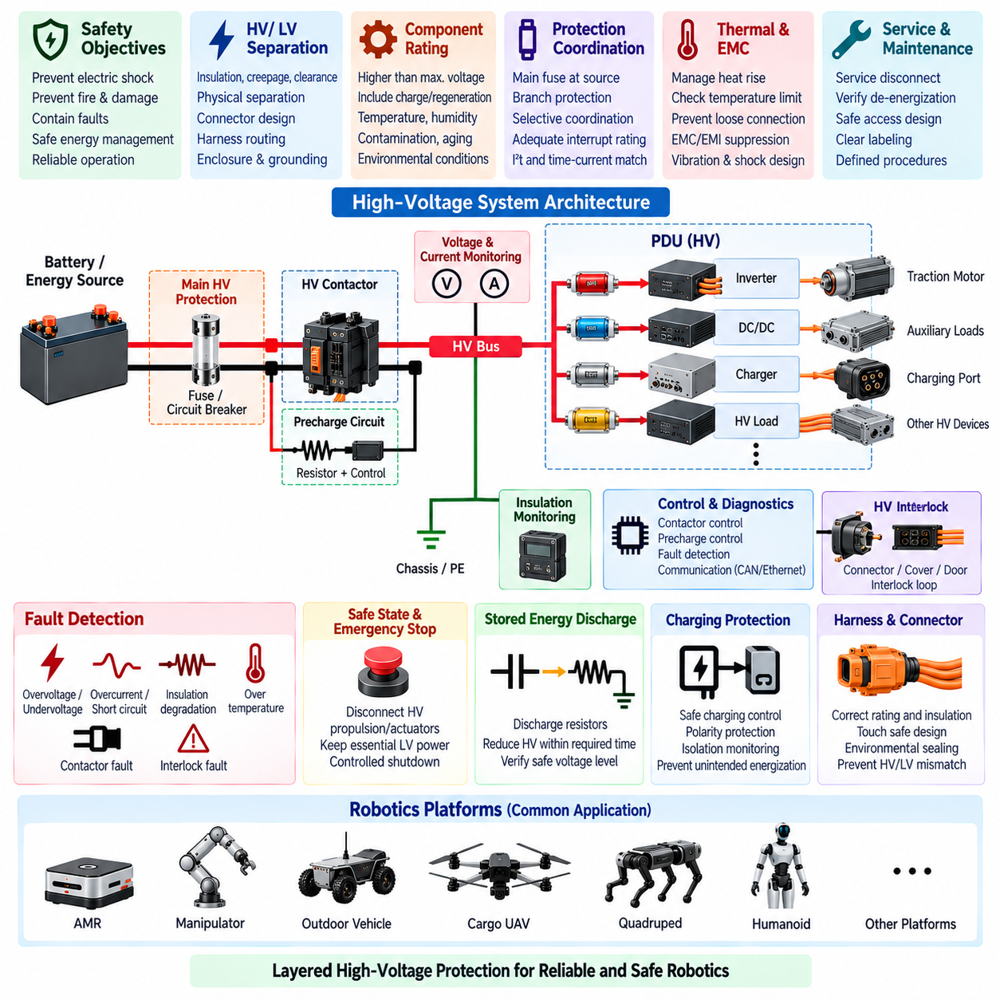 Safety
Objectives
Prevent electric shock
Prevent fire & damage
Contain faults
Safe energy management
Reliable operation
HV/ LV
Separation
Insulation, creepage, clearance
Physical separation
Connector design
Harness routing
Enclosure & grounding
Component
Rating
Higher than max. voltage
Include charge/regeneration
Temperature, humidity
Contamination, aging
Environmental conditions
Protection
Coordination
Main fuse at source
Branch protection
Selective coordination
Adequate interrupt rating
I²t and time-current match
Thermal &
EMC
Manage heat rise
Check temperature limit
Prevent loose connection
EMC/EMI suppression
Vibration & shock design
Service &
Maintenance
Service disconnect
Verify de-energization
Safe access design
Clear labeling
Defined procedures
High-Voltage System Architecture
Battery /
Energy Source
Main HV
Protection
Fuse /
Circuit Breaker
HV Contactor
Precharge Circuit
Resistor + Control
Voltage &
Current Monitoring
V
A
HV Bus
PDU (HV)
Inverter
Traction Motor
DC/DC
Auxiliary Loads
Charger
Charging Port
HV Load
Other HV Devices
Chassis / PE
Insulation
Monitoring
Control & Diagnostics
Contactor control
Precharge control
Fault detection
Communication (CAN/Ethernet)
HV Interlock
Connector / Cover / Door
Interlock loop
Fault Detection
Overvoltage /
Undervoltage
Overcurrent /
Short circuit
Insulation
degradation
Over
temperature
Contactor fault
Interlock fault
Safe State &
Emergency Stop
Disconnect HV
propulsion/actuators
Keep essential LV power
Controlled shutdown
Stored Energy Discharge
Discharge resistors
Reduce HV within required time
Verify safe voltage level
Charging Protection
Safe charging control
Polarity protection
Isolation monitoring
Prevent unintended energization
Harness & Connector
Correct rating and insulation
Touch safe design
Environmental sealing
Prevent HV/LV mismatch
Robotics Platforms (Common Application)
AMR
Manipulator
Outdoor Vehicle
Cargo UAV
Quadruped
Humanoid
Other Platforms
Layered High-Voltage Protection for Reliable and Safe Robotics